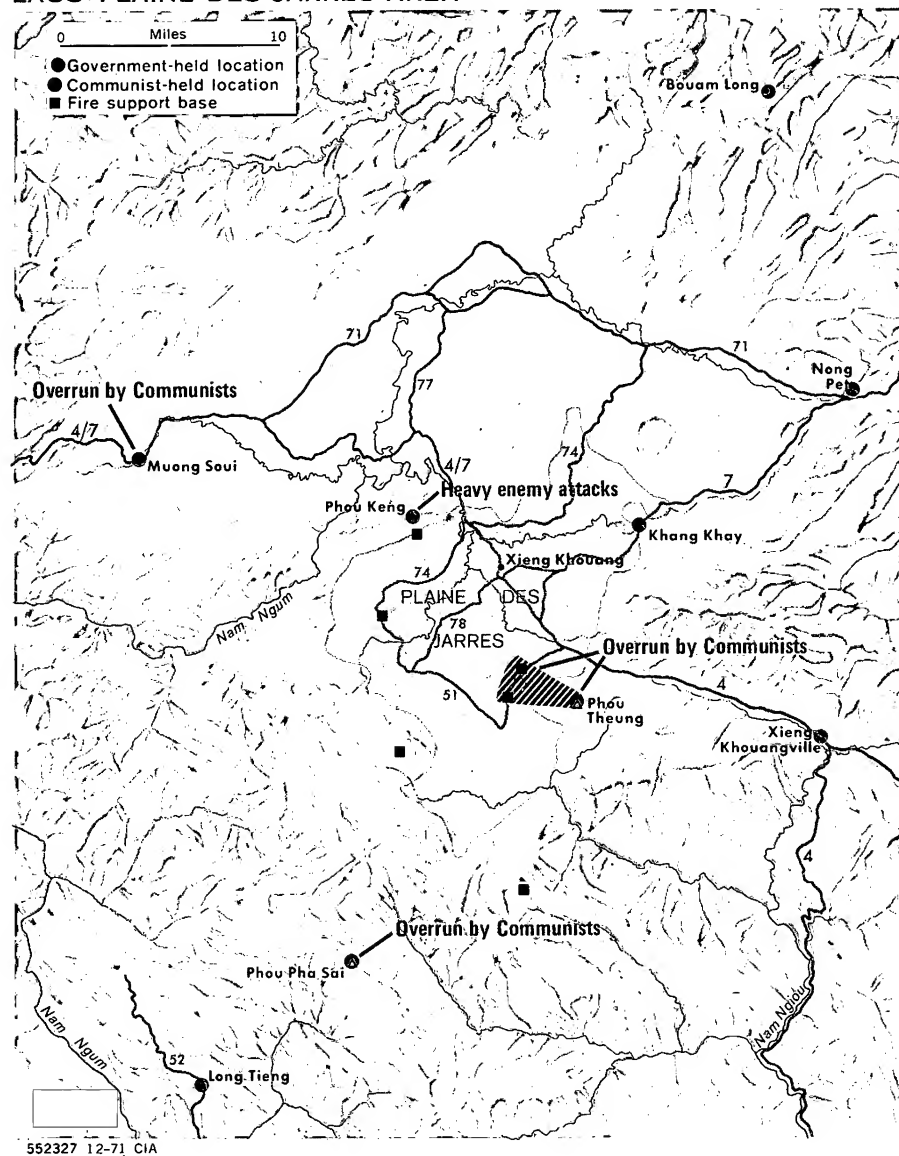 LAOS: PLAINE DES JARRES AREA
0 Miles 10
Government-held location
Communist-held location
Fire support base
Bouam Long
71
71
77
Nong
Pet
Overrun by Communists
4/7
Muong Soui
74
7
4/7
Heavy enemy attacks
Phou Keng
Khang Khay
Xieng Khouang
74
PLAINE DES
78
JARRES
Nam Ngum
Overrun by Communists
51
Phou
Theung
4
Xieng
Khouangville
4
Overrun by Communists
Phou Pha Sai
Nam Ngiou
Nam
Ngum
52
Long Tieng
552327 12-71 CIA